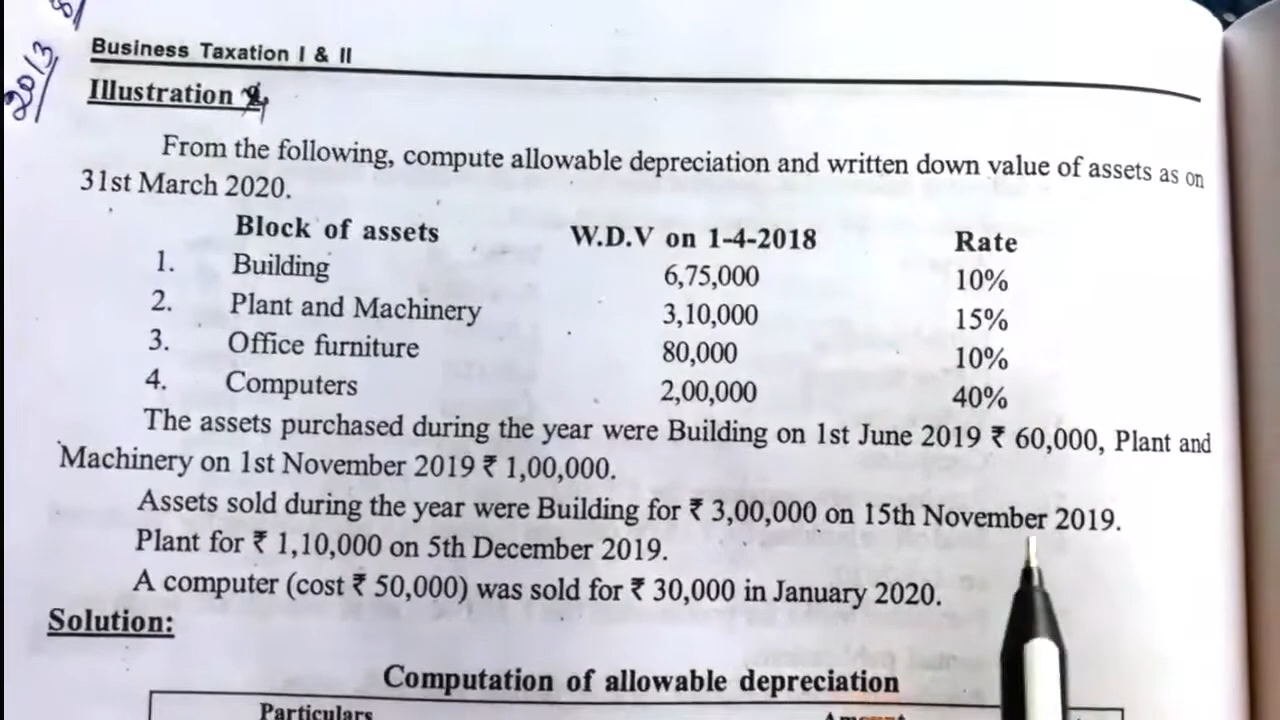 2013
Business Taxation I & II
Illustration
From the following, compute allowable depreciation and written down value of assets as on
31st March 2020.
Block of assets W.D.V on 1-4-2018 Rate
1. Building 6,75,000 10%
2. Plant and Machinery 3,10,000 15%
3. Office furniture 80,000 10%
4. Computers 2,00,000 40%
The assets purchased during the year were Building on 1st June 2019 ₹ 60,000, Plant and
Machinery on 1st November 2019 ₹ 1,00,000.
Assets sold during the year were Building for ₹ 3,00,000 on 15th November 2019.
Plant for ₹ 1,10,000 on 5th December 2019.
A computer (cost ₹ 50,000) was sold for ₹ 30,000 in January 2020.
Solution:
Computation of allowable depreciation
Particulars